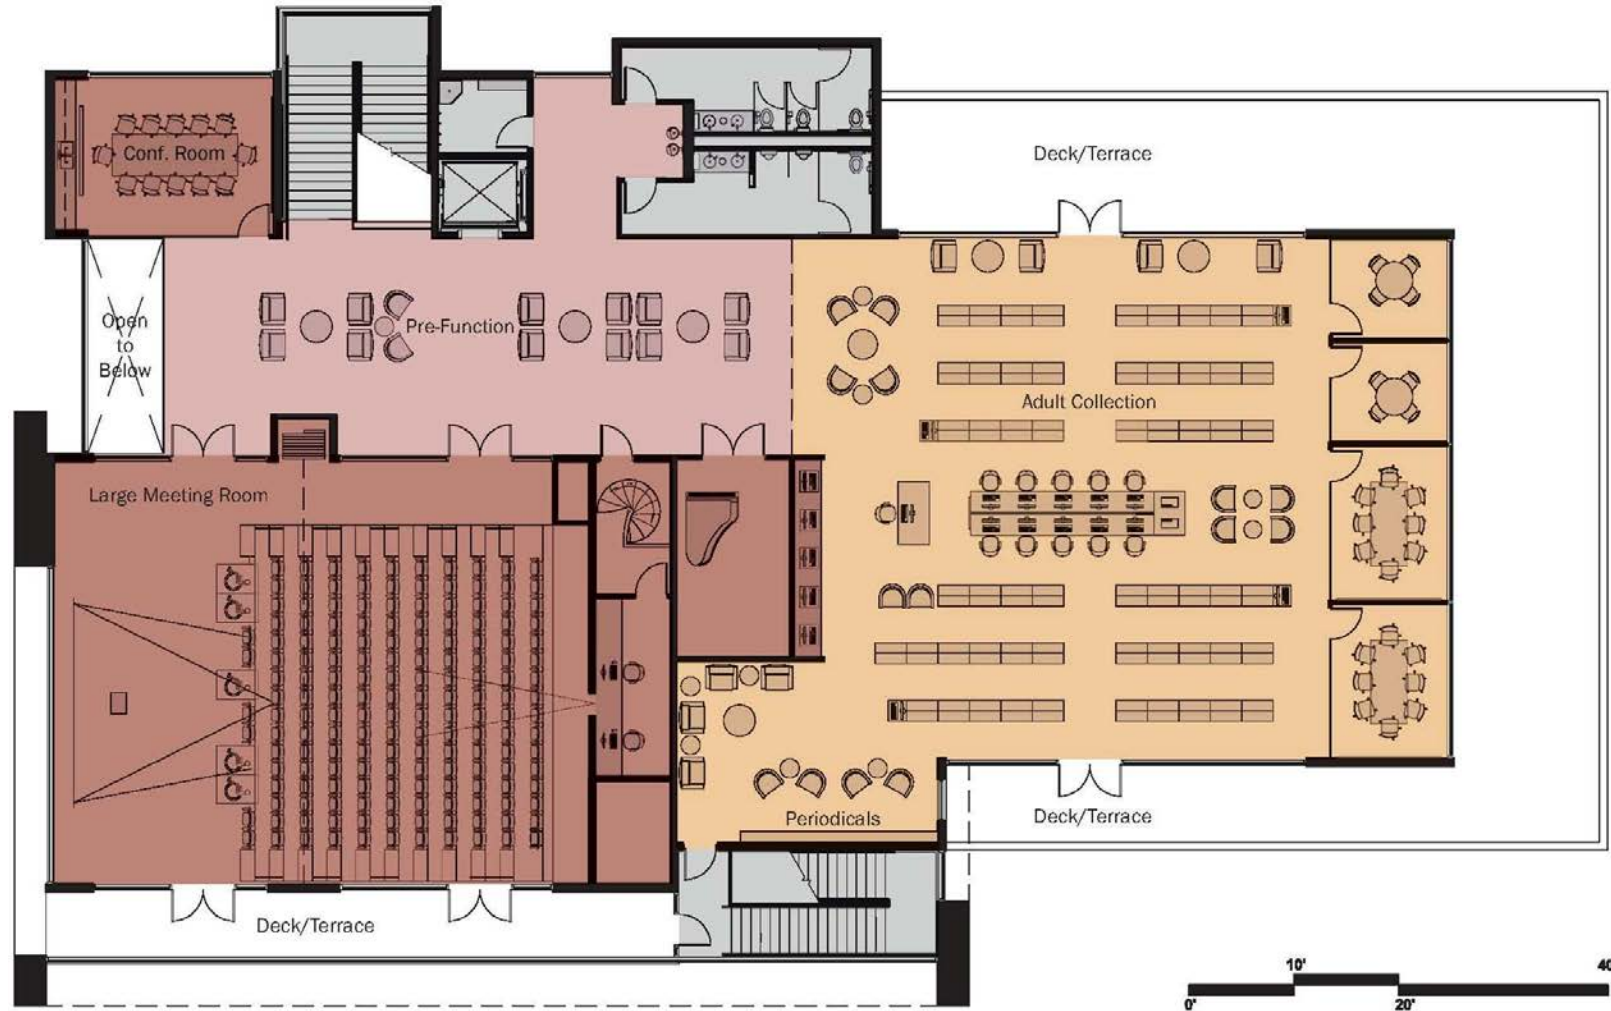 Conf. Room
Deck/Terrace
Open
to
Below
Pre-Function
Adult Collection
Large Meeting Room
Periodicals
Deck/Terrace
Deck/Terrace
10'
40
0'
20'